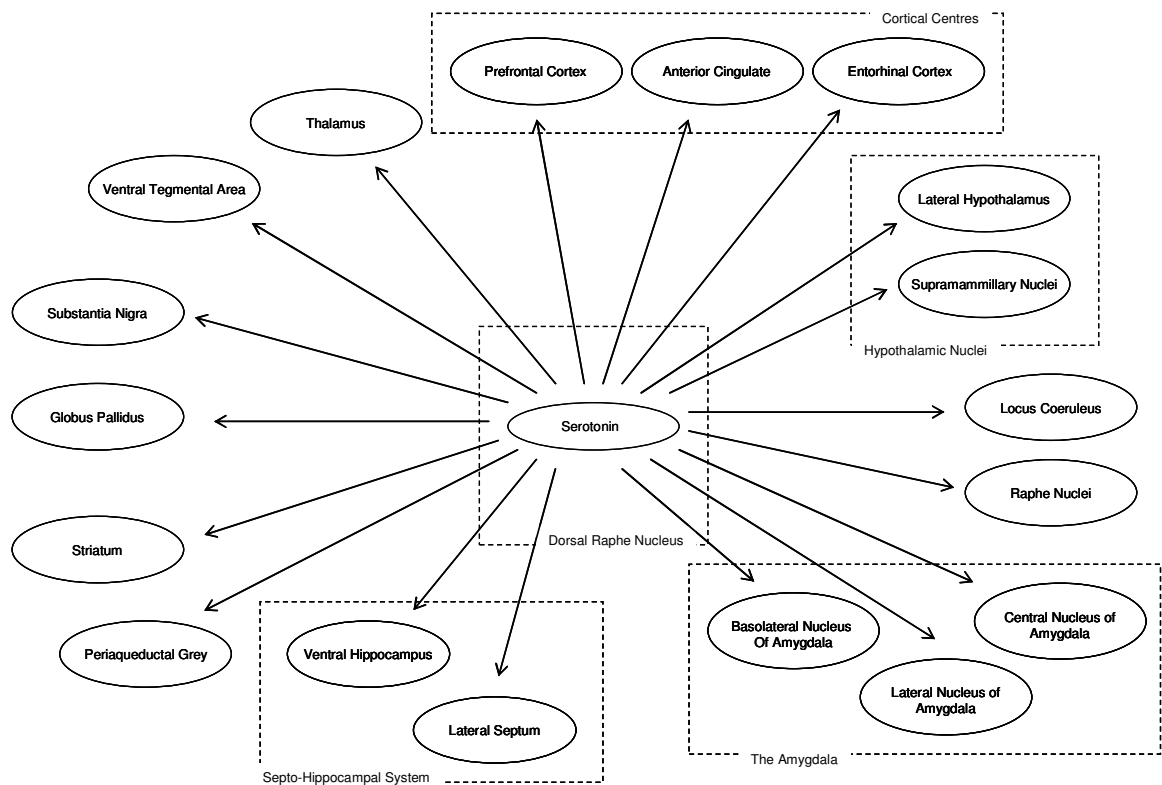 Cortical Centres
Prefrontal Cortex
Anterior Cingulate
Entorhinal Cortex
Thalamus
Ventral Tegmental Area
Lateral Hypothalamus
Supramammillary Nuclei
Hypothalamic Nuclei
Substantia Nigra
Globus Pallidus
Serotonin
Locus Coeruleus
Raphe Nuclei
Striatum
Dorsal Raphe Nucleus
Periaqueductal Grey
Ventral Hippocampus
Lateral Septum
Septo-Hippocampal System
Basolateral Nucleus
Of Amygdala
Central Nucleus of
Amygdala
Lateral Nucleus of
Amygdala
The Amygdala